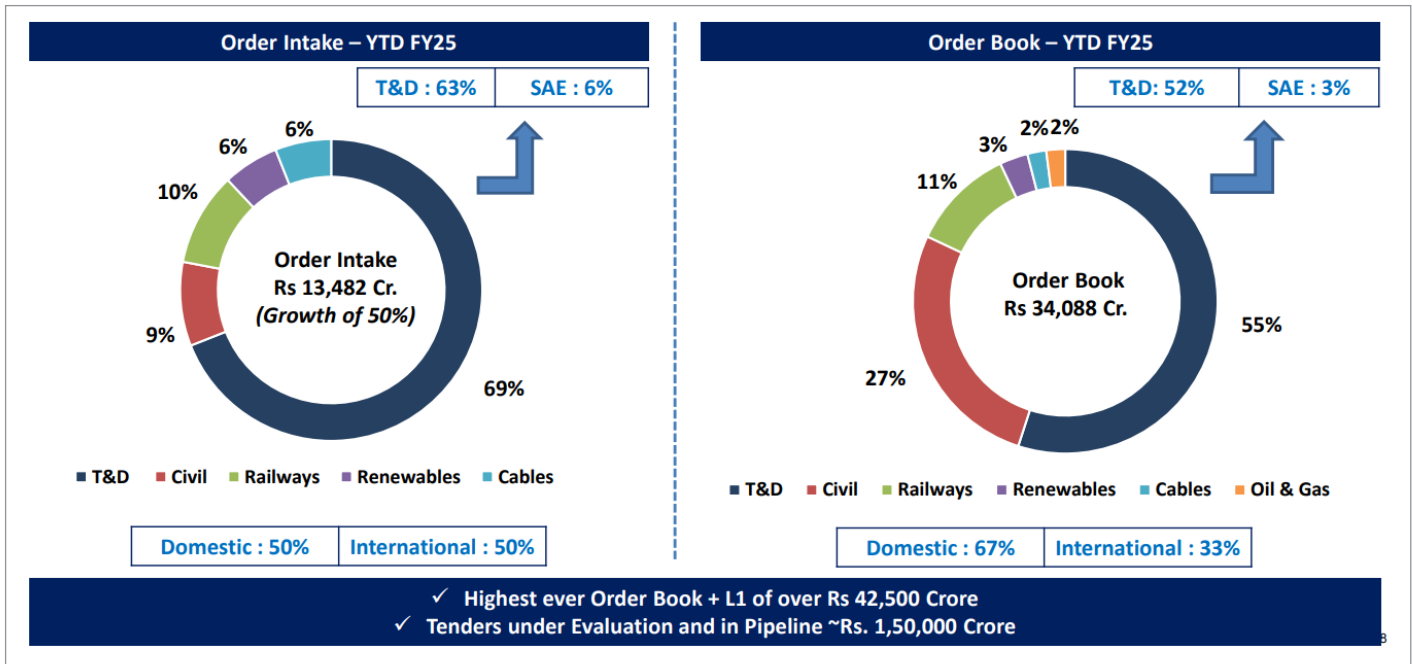 Order Intake – YTD FY25
T&D : 63%
SAE : 6%
6%
6%
10%
9%
69%
Order Intake
Rs 13,482 Cr.
(Growth of 50%)
T&D
Civil
Railways
Renewables
Cables
Domestic : 50%
International : 50%
Order Book – YTD FY25
T&D: 52%
SAE : 3%
2%
2%
3%
11%
27%
55%
Order Book
Rs 34,088 Cr.
T&D
Civil
Railways
Renewables
Cables
Oil & Gas
Domestic : 67%
International : 33%
✓ Highest ever Order Book + L1 of over Rs 42,500 Crore
✓ Tenders under Evaluation and in Pipeline ~Rs. 1,50,000 Crore
8